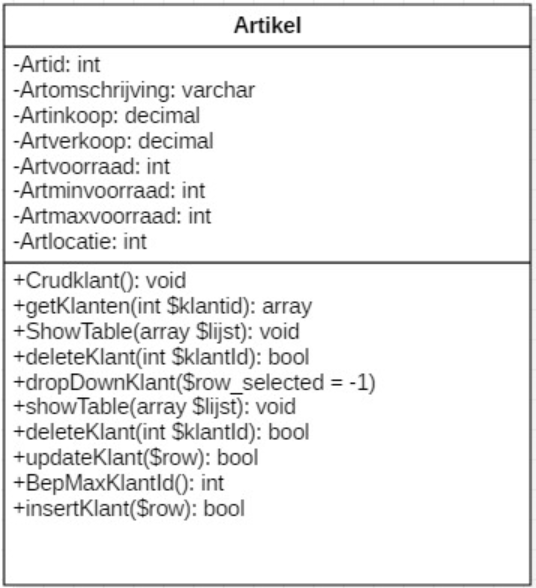 Artikel
-Artid: int
-Artomschrijving: varchar
-Artinkoop: decimal
-Artverkoop: decimal
-Artvoorraad: int
-Artminvoorraad: int
-Artmaxvoorraad: int
-Artlocatie: int
+Crudklant(): void
+getKlanten(int $klantid): array
+ShowTable(array $lijst): void
+deleteKlant(int $klantId): bool
+dropDownKlant($row_selected = -1)
+showTable(array $lijst): void
+deleteKlant(int $klantId): bool
+updateKlant($row): bool
+BepMaxKlantId(): int
+insertKlant($row): bool